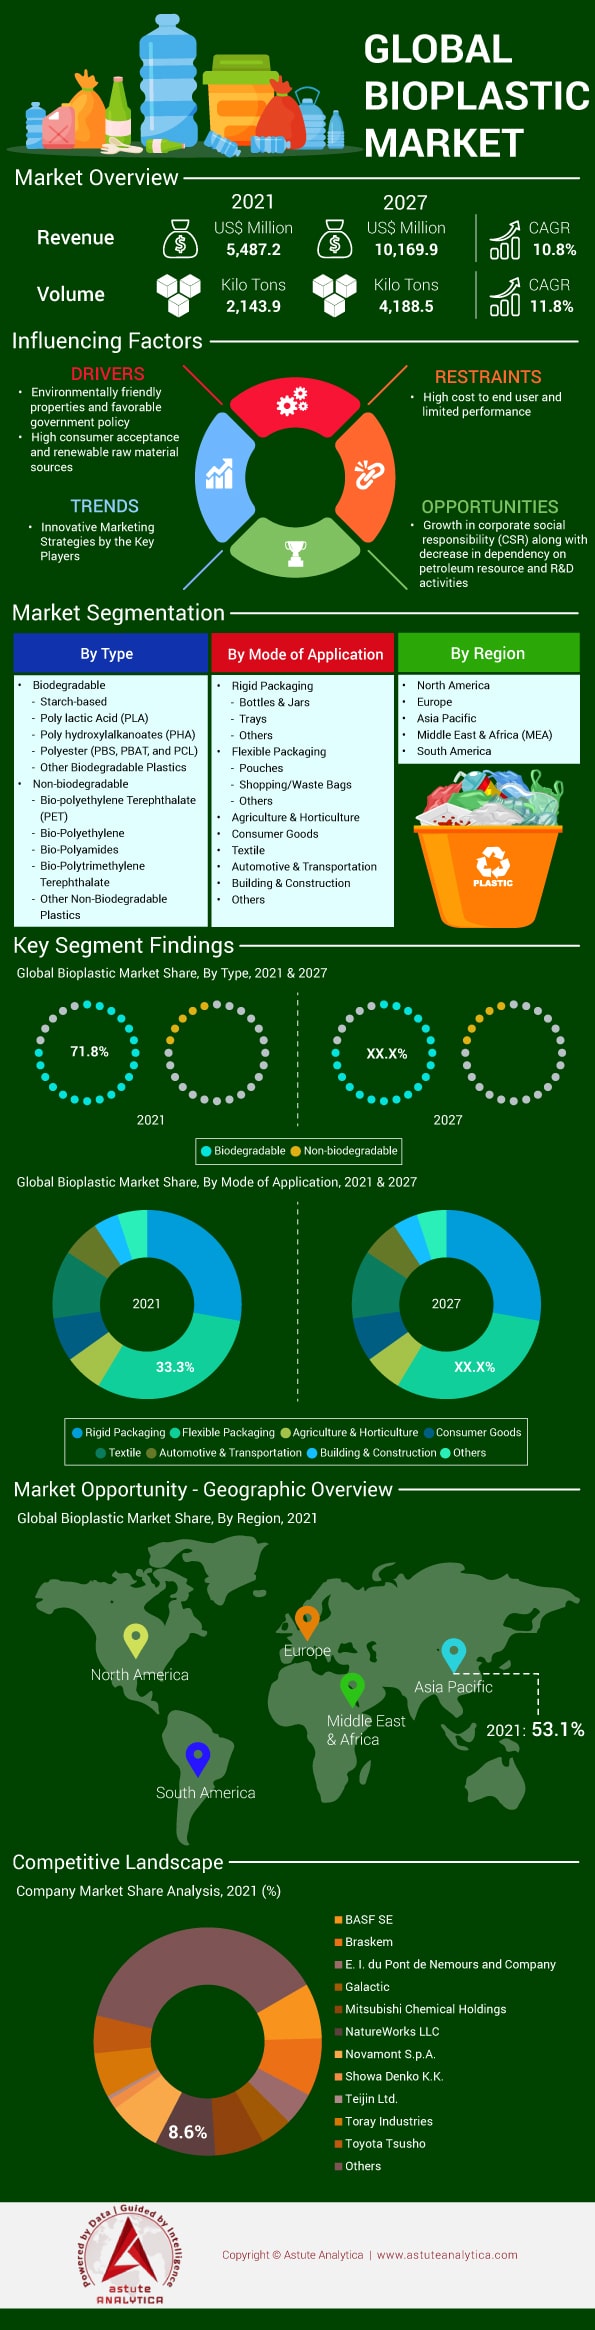 GLOBAL
BIOPLASTIC
MARKET
Market Overview
2021
2027
Revenue
US$ Million
5,487.2
US$ Million
10,169.9
CAGR
10.8%
Volume
Kilo Tons
2,143.9
Kilo Tons
4,188.5
CAGR
11.8%
Influencing Factors
DRIVERS
• Environmentally friendly
properties and favorable
government policy
• High consumer acceptance
and renewable raw material
sources
RESTRAINTS
• High cost to end user and
limited performance
TRENDS
• Innovative Marketing
Strategies by the Key
Players
OPPORTUNITIES
• Growth in corporate social
responsibility (CSR) along with
decrease in dependency on
petroleum resource and R&D
activities
Market Segmentation
By Type
• Biodegradable
- Starch-based
- Poly lactic Acid (PLA)
- Poly hydroxylalkanoates (PHA)
- Polyester (PBS, PBAT, and PCL)
- Other Biodegradable Plastics
• Non-biodegradable
- Bio-polyethylene Terephthalate
(PET)
- Bio-Polyethylene
- Bio-Polyamides
- Bio-Polytrimethylene
Terephthalate
- Other Non-Biodegradable
Plastics
By Mode of Application
• Rigid Packaging
- Bottles & Jars
- Trays
- Others
• Flexible Packaging
- Pouches
- Shopping/Waste Bags
- Others
• Agriculture & Horticulture
• Consumer Goods
• Textile
• Automotive & Transportation
• Building & Construction
• Others
By Region
• North America
• Europe
• Asia Pacific
• Middle East & Africa (MEA)
• South America
PLASTIC
Key Segment Findings
Global Bioplastic Market Share, By Type, 2021 & 2027
71.8%
XX.X%
2021
2027
Biodegradable Non-biodegradable
Global Bioplastic Market Share, By Mode of Application, 2021 & 2027
2021
33.3%
2027
XX.X%
Rigid Packaging Flexible Packaging Agriculture & Horticulture Consumer Goods
Textile Automotive & Transportation Building & Construction Others
Market Opportunity - Geographic Overview
Global Bioplastic Market Share, By Region, 2021
Europe
North America
Asia Pacific
Middle East
& Africa
2021: 53.1%
South America
Competitive Landscape
Company Market Share Analysis, 2021 (%)
BASF SE
Braskem
E. I. du Pont de Nemours and Company
Galactic
Mitsubishi Chemical Holdings
NatureWorks LLC
Novamont S.p.A.
Showa Denko K.K.
Teijin Ltd.
Toray Industries
Toyota Tsusho
Others
8.6%
Powered by Data | Guided by Intelligence
astute
ANALYTICA
Copyright © Astute Analytica | www.astuteanalytica.com